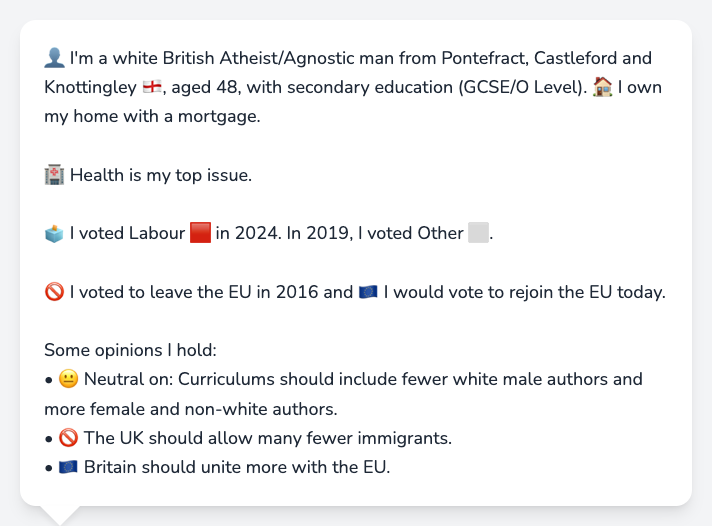 👤 I'm a white British Atheist/Agnostic man from Pontefract, Castleford and
Knottingley 🏴󠁧󠁢󠁥󠁮󠁧󠁿, aged 48, with secondary education (GCSE/O Level). 🏠 I own
my home with a mortgage.
🏥 Health is my top issue.
🗳️ I voted Labour 🟥 in 2024. In 2019, I voted Other ⬜.
🚫 I voted to leave the EU in 2016 and 🇪🇺 I would vote to rejoin the EU today.
Some opinions I hold:
• 😐 Neutral on: Curriculums should include fewer white male authors and
more female and non-white authors.
• 🚫 The UK should allow many fewer immigrants.
• 🇪🇺 Britain should unite more with the EU.